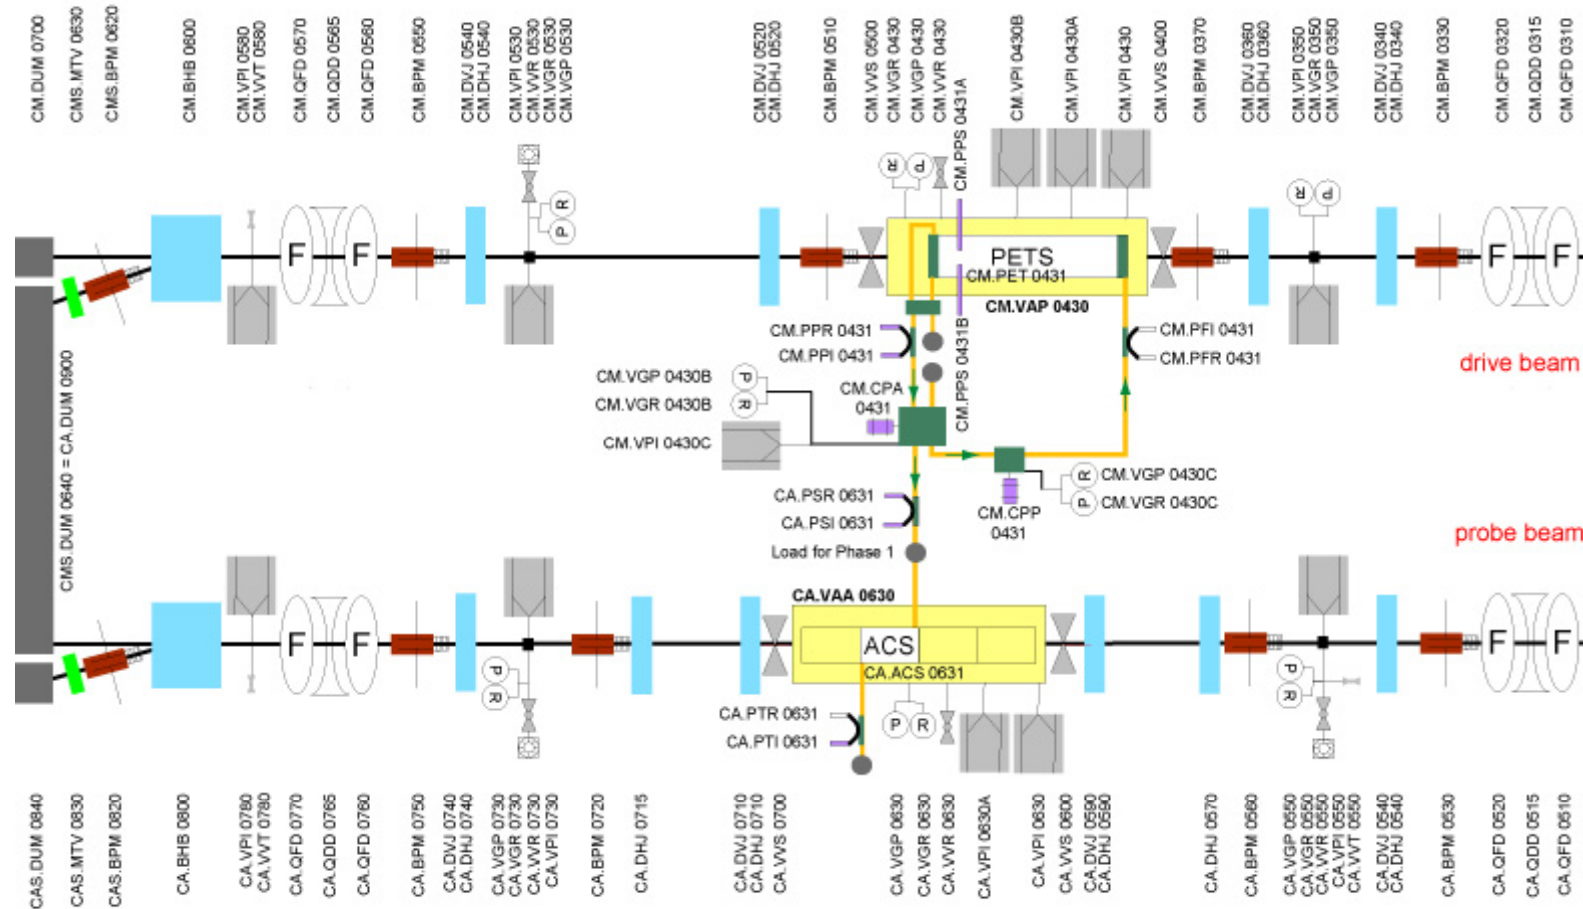 CM.DUM 0700
CMS.MTV 0630
CMS.BPM 0620
CM.BHB 0600
CM.VPI 0580
CM.VVT 0580
CM.QFD 0570
CM.QDD 0565
CM.QFD 0560
CM.BPM 0550
CM.DVJ 0540
CM.DHJ 0540
CM.VPI 0530
CM.VVR 0530
CM.VGR 0530
CM.VGP 0530
CM.DVJ 0520
CM.DHJ 0520
CM.BPM 0510
CM.VVS 0500
CM.VGR 0430
CM.VGP 0430
CM.VVR 0430
CM.PPS 0431A
CM.VPI 0430B
CM.VPI 0430A
CM.VPI 0430
CM.VVS 0400
CM.BPM 0370
CM.DVJ 0360
CM.DHJ 0360
CM.VPI 0350
CM.VGR 0350
CM.VGP 0350
CM.DVJ 0340
CM.DHJ 0340
CM.BPM 0330
CM.QFD 0320
CM.QDD 0315
CM.QFD 0310
R
P
R
P
R
P
F
F
PETS
F
F
CM.PET 0431
CM.VAP 0430
CM.PPR 0431
CM.PPI 0431
CM.PPS 0431B
CM.PFI 0431
CM.PFR 0431
drive beam
CM.VGP 0430B
P
CM.VGR 0430B
R
CM.CPA
0431
CM.VPI 0430C
R
CM.VGP 0430C
P
CM.VGR 0430C
CM.CPP
0431
CA.PSR 0631
CA.PSI 0631
Load for Phase 1
probe beam
CMS.DUM 0640 = CA.DUM 0900
CA.VAA 0630
F
F
ACS
F
F
CA.ACS 0631
P
R
P
R
CA.PTR 0631
CA.PTI 0631
P
R
CAS.DUM 0840
CAS.MTV 0830
CAS.BPM 0820
CA.BHB 0800
CA.VPI 0780
CA.VVT 0780
CA.QFD 0770
CA.QDD 0765
CA.QFD 0760
CA.BPM 0750
CA.DVJ 0740
CA.DHJ 0740
CA.VGP 0730
CA.VGR 0730
CA.VVR 0730
CA.VPI 0730
CA.BPM 0720
CA.DHJ 0715
CA.DVJ 0710
CA.DHJ 0710
CA.VVS 0700
CA.VGP 0630
CA.VGR 0630
CA.VVR 0630
CA.VPI 0630A
CA.VPI 0630
CA.VVS 0600
CA.DVJ 0590
CA.DHJ 0590
CA.DHJ 0570
CA.BPM 0560
CA.VGP 0550
CA.VGR 0550
CA.VVR 0550
CA.VPI 0550
CA.VVT 0550
CA.DVJ 0540
CA.DHJ 0540
CA.BPM 0530
CA.QFD 0520
CA.QDD 0515
CA.QFD 0510